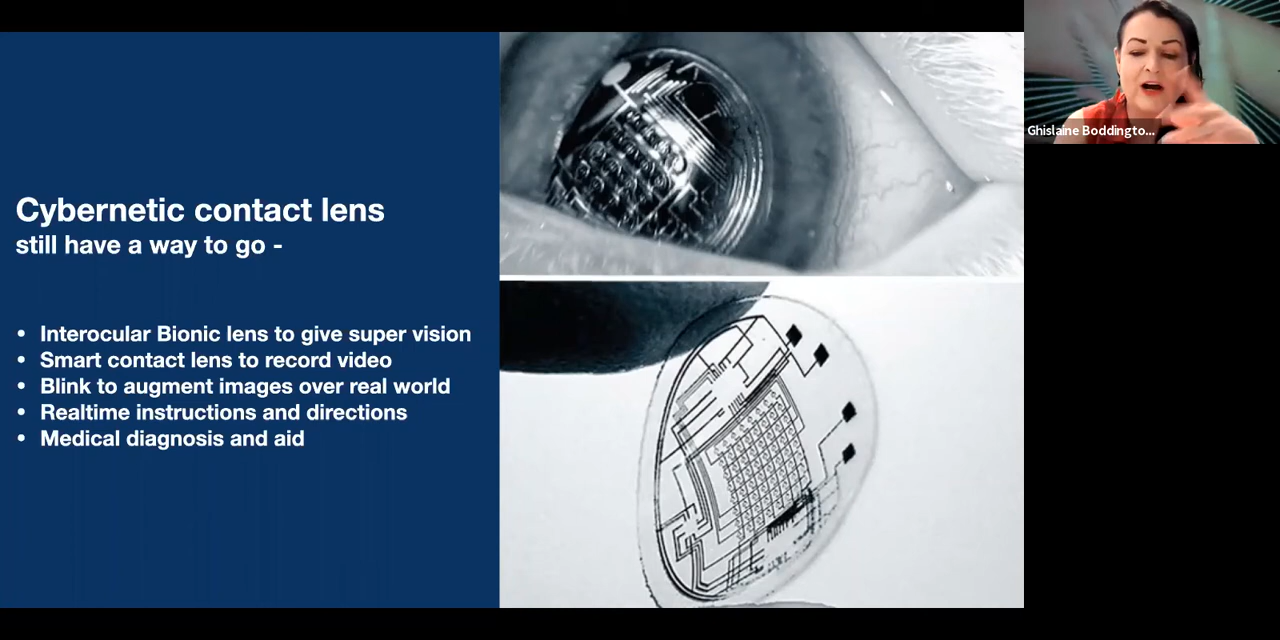 Cybernetic contact lens
still have a way to go -
• Interocular Bionic lens to give super vision
• Smart contact lens to record video
• Blink to augment images over real world
• Realtime instructions and directions
• Medical diagnosis and aid
Ghislaine Boddingto...